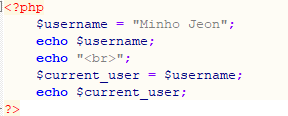 <?php
$username = "Minho Jeon";
echo $username;
echo "<br>";
$current_user = $username;
echo $current_user;
?>